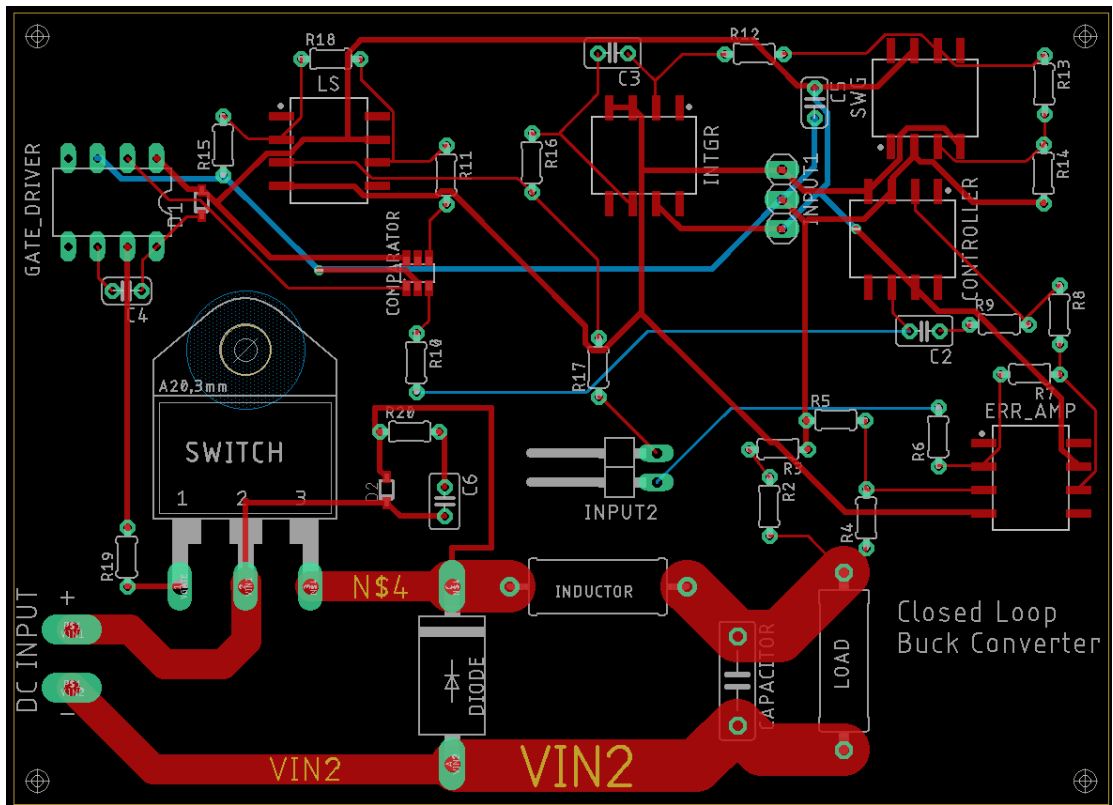 R18
LS
R15
GATE_DRIVER
D1
C4
R11
COMPARATOR
R10
R16
R17
C3
R12
INTGR
INPUT1
C5
SWG
R13
R14
CONTROLLER
R9
R8
C2
R7
ERR_AMP
R6
R5
R3
R2
R4
A20,3mm
SWITCH
1 2 3
R20
D2
C6
INPUT2
R19
N$4
INDUCTOR
DC INPUT
+
-
DIODE
CAPACITOR
LOAD
Closed Loop
Buck Converter
VIN2
VIN2